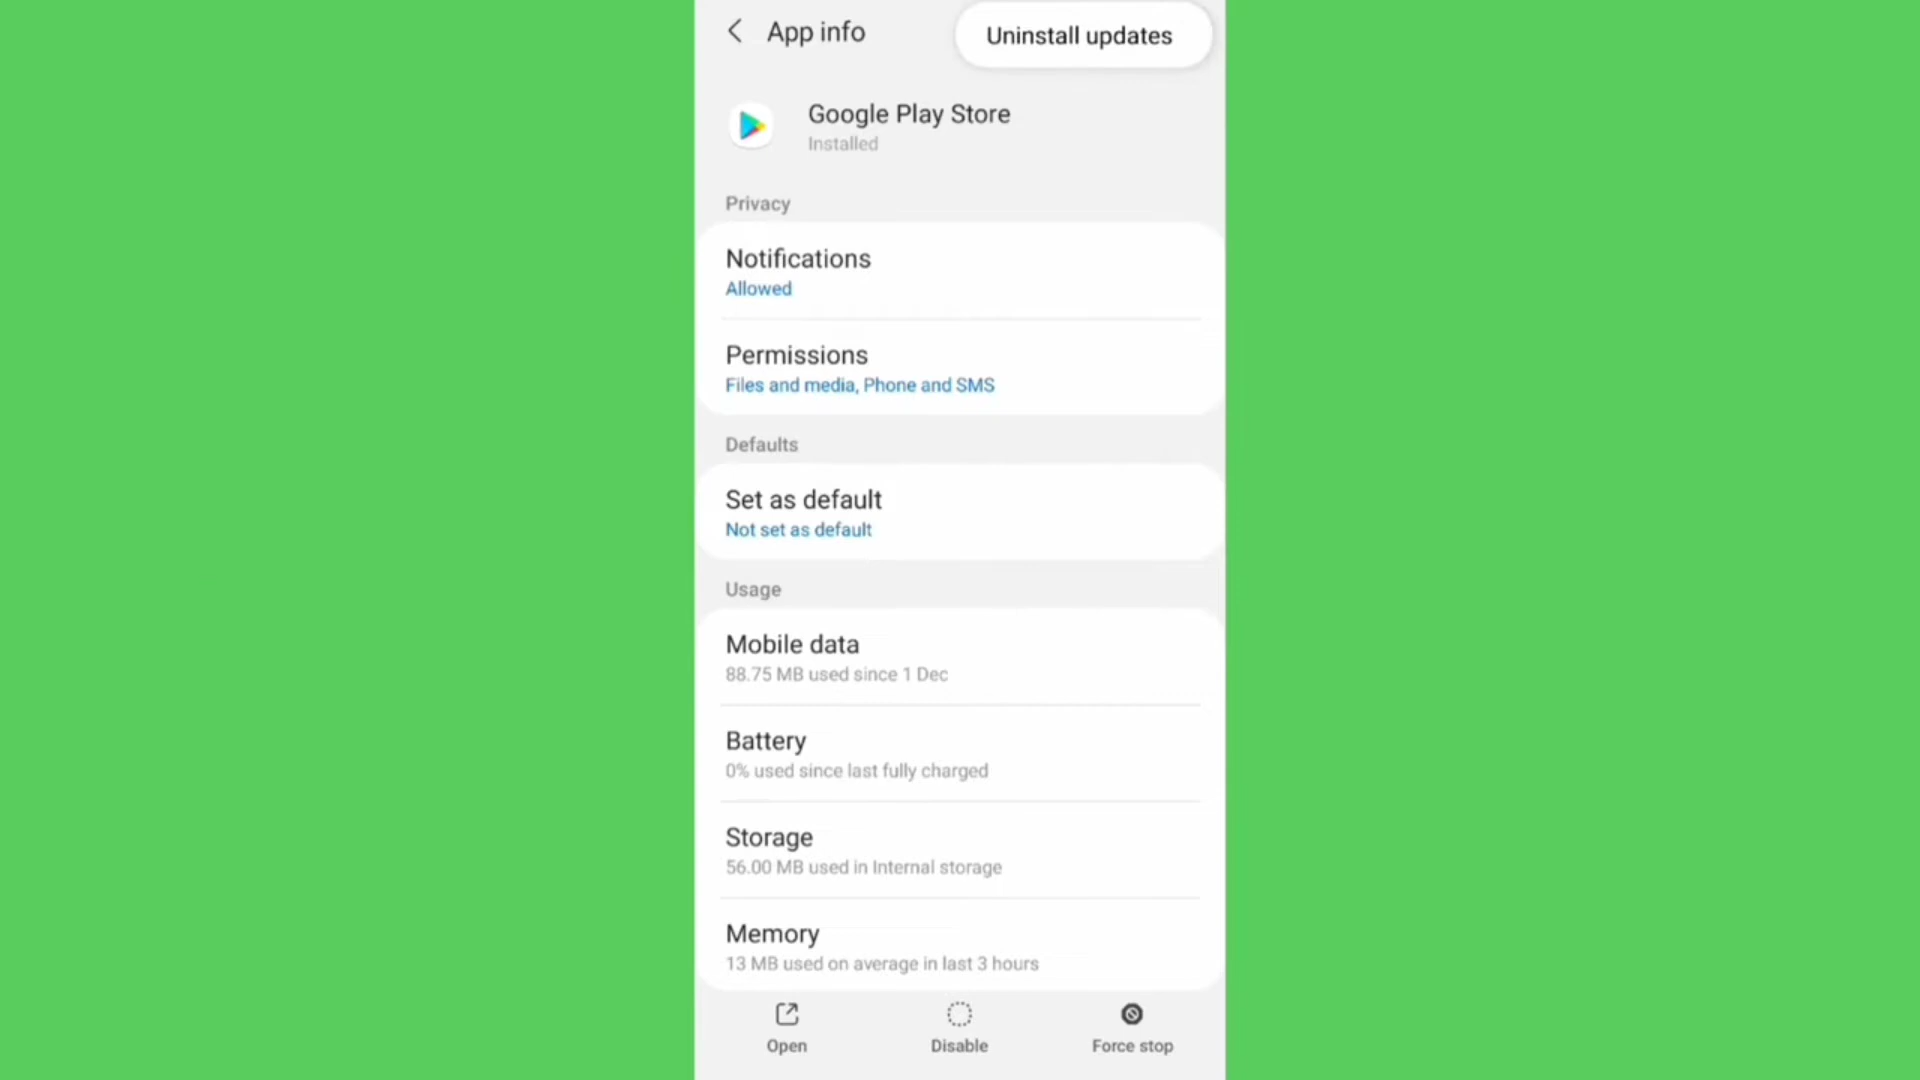 App info
Uninstall updates
Google Play Store
Installed
Privacy
Notifications
Allowed
Permissions
Files and media, Phone and SMS
Defaults
Set as default
Not set as default
Usage
Mobile data
88.75 MB used since 1 Dec
Battery
0% used since last fully charged
Storage
56.00 MB used in Internal storage
Memory
13 MB used on average in last 3 hours
Open
Disable
Force stop